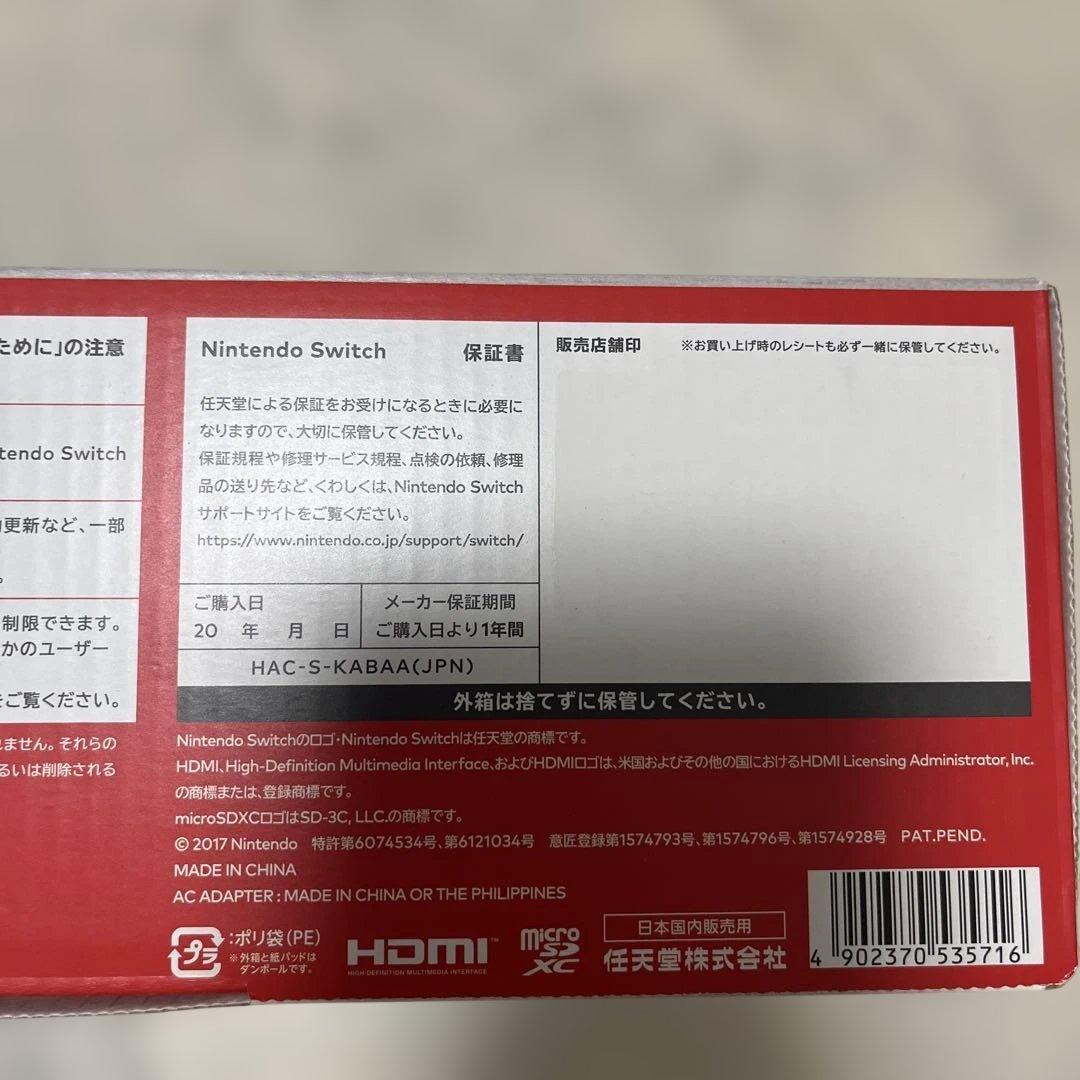 ために」の注意
tendo Switch
更新など、一部
制限できます。
かのユーザー
ご覧ください。
ません。それらの
るいは削除される
Nintendo Switch 保証書
任天堂による保証をお受けになるときに必要に
なりますので、大切に保管してください。
保証規程や修理サービス規程、点検の依頼、修理
品の送り先など、くわしくは、Nintendo Switch
サポートサイトをご覧ください。
https://www.nintendo.co.jp/support/switch/
ご購入日
20 年 月 日
メーカー保証期間
ご購入日より1年間
HAC-S-KABAA(JPN)
販売店舗印 ※お買い上げ時のレシートも必ず一緒に保管してください。
外箱は捨てずに保管してください。
Nintendo Switchのロゴ・Nintendo Switchは任天堂の商標です。
HDMI、High-Definition Multimedia Interface、およびHDMIロゴは、米国およびその他の国におけるHDMI Licensing Administrator, Inc.
の商標または、登録商標です。
microSDXCロゴはSD-3C, LLC.の商標です。
© 2017 Nintendo 特許第6074534号、第6121034号 意匠登録第1574793号、第1574796号、第1574928号 PAT.PEND.
MADE IN CHINA
AC ADAPTER : MADE IN CHINA OR THE PHILIPPINES
プラ
:ポリ袋(PE)
※外箱と紙パッドは
ダンボールです。
HDMI™
HIGH-DEFINITION MULTIMEDIA INTERFACE
micro
SD
XC
日本国内販売用
任天堂株式会社
4 902370 535716